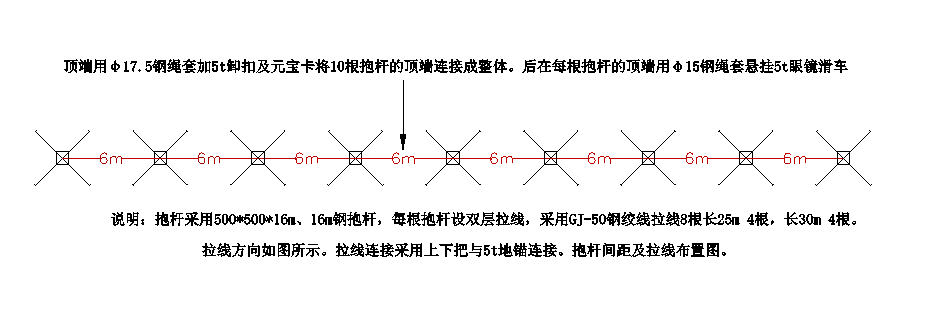 顶端用φ17.5钢绳套加5t卸扣及元宝卡将10根抱杆的顶端连接成整体。后在每根抱杆的顶端用φ15钢绳套悬挂5t眼镜滑车
6m 6m 6m 6m 6m 6m 6m 6m
说明：抱杆采用500*500*16m、16m钢抱杆，每根抱杆设双层拉线，采用GJ-50钢绞线拉线8根长25m 4根，长30m 4根。
拉线方向如图所示。拉线连接采用上下把与5t地锚连接。抱杆间距及拉线布置图。